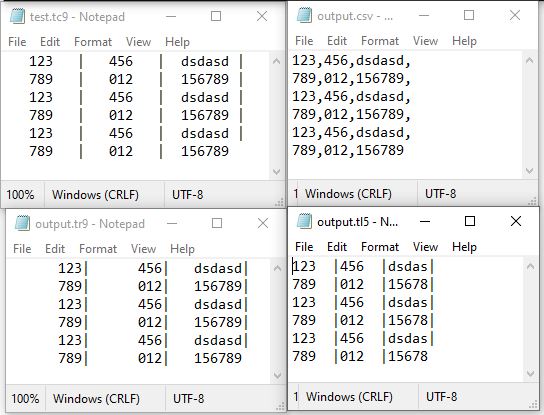 test.tc9 - Notepad
File Edit Format View Help
   123   |   456   |  dsdasd |
   789   |   012   |  156789 |
   123   |   456   |  dsdasd |
   789   |   012   |  156789 |
   123   |   456   |  dsdasd |
   789   |   012   |  156789
100% Windows (CRLF) UTF-8
output.csv - ...
File Edit Format View Help
123,456,dsdasd,
789,012,156789,
123,456,dsdasd,
789,012,156789,
123,456,dsdasd,
789,012,156789
1 Windows (CRLF) UTF-8
output.tr9 - Notepad
File Edit Format View Help
      123|      456|   dsdasd|
      789|      012|   156789|
      123|      456|   dsdasd|
      789|      012|   156789|
      123|      456|   dsdasd|
      789|      012|   156789
100% Windows (CRLF) UTF-8
output.tl5 - N...
File Edit Format View Help
123  |456  |dsdas|
789  |012  |15678|
123  |456  |dsdas|
789  |012  |15678|
123  |456  |dsdas|
789  |012  |15678
1 Windows (CRLF) UTF-8